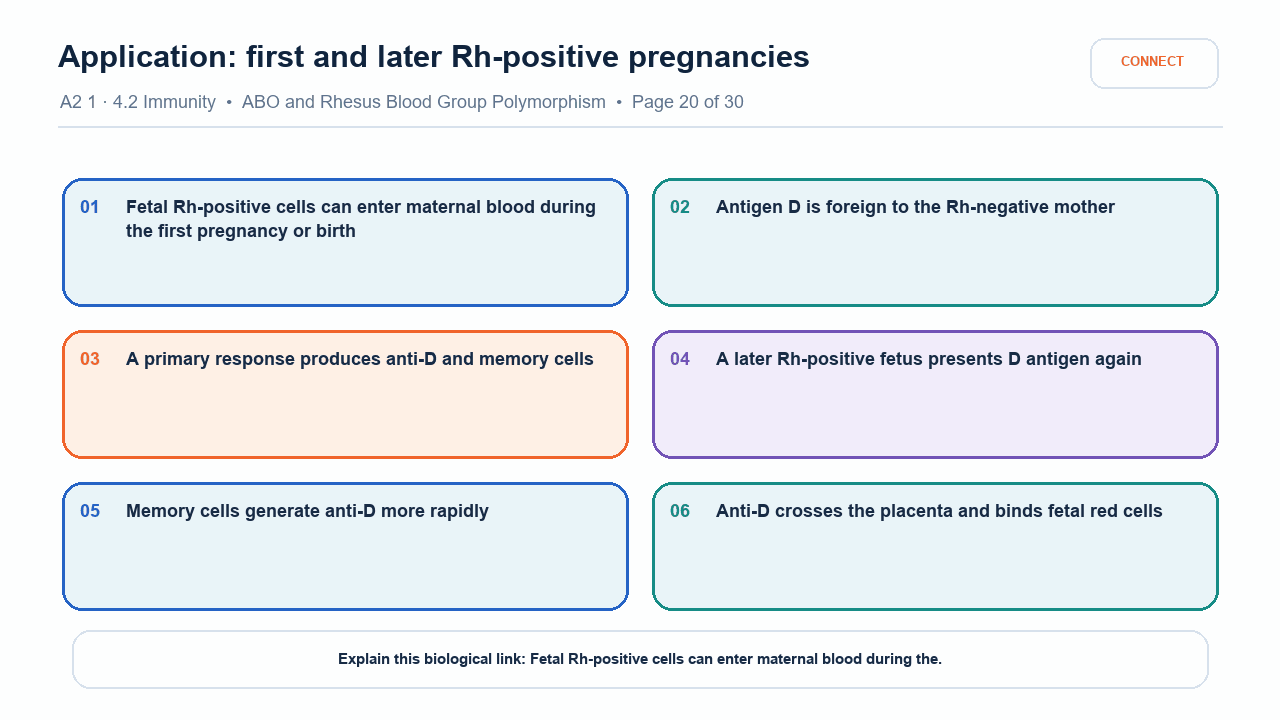 Application: first and later Rh-positive pregnancies
CONNECT
A2 1 · 4.2 Immunity • ABO and Rhesus Blood Group Polymorphism • Page 20 of 30
01 Fetal Rh-positive cells can enter maternal blood during
the first pregnancy or birth
02 Antigen D is foreign to the Rh-negative mother
03 A primary response produces anti-D and memory cells
04 A later Rh-positive fetus presents D antigen again
05 Memory cells generate anti-D more rapidly
06 Anti-D crosses the placenta and binds fetal red cells
Explain this biological link: Fetal Rh-positive cells can enter maternal blood during the.